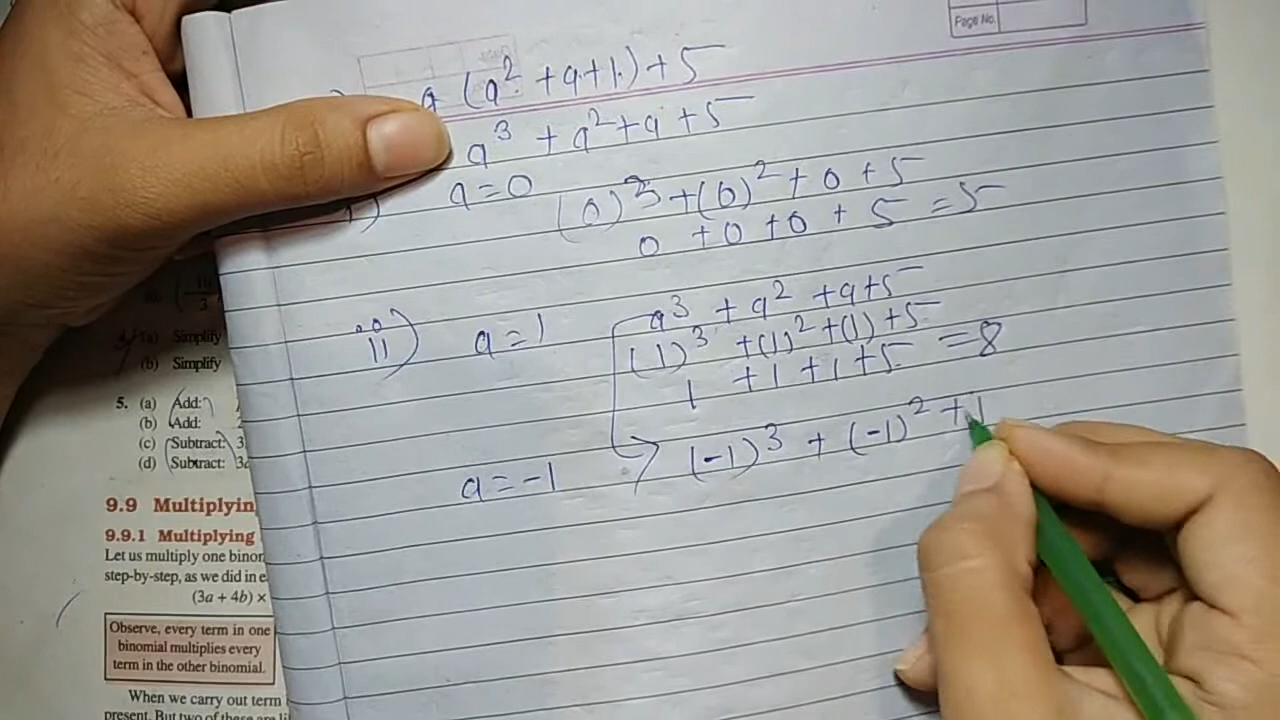 Page No.
a (a² + a + 1) + 5
a³ + a² + a + 5
a = 0
(0)³ + (0)² + 0 + 5
0 + 0 + 0 + 5 = 5
ii) a = 1
a³ + a² + a + 5
(1)³ + (1)² + (1) + 5
1 + 1 + 1 + 5 = 8
a = -1 (-1)³ + (-1)² +
(a) Simplify
(b) Simplify
5. (a) Add:
(b) Add:
(c) Subtract: 3
(d) Subtract: 3
9.9 Multiplyin
9.9.1 Multiplying
Let us multiply one binor
step-by-step, as we did in e
(3a + 4b) ×
Observe, every term in one
binomial multiplies every
term in the other binomial.
When we carry out term
present. But two of these are li